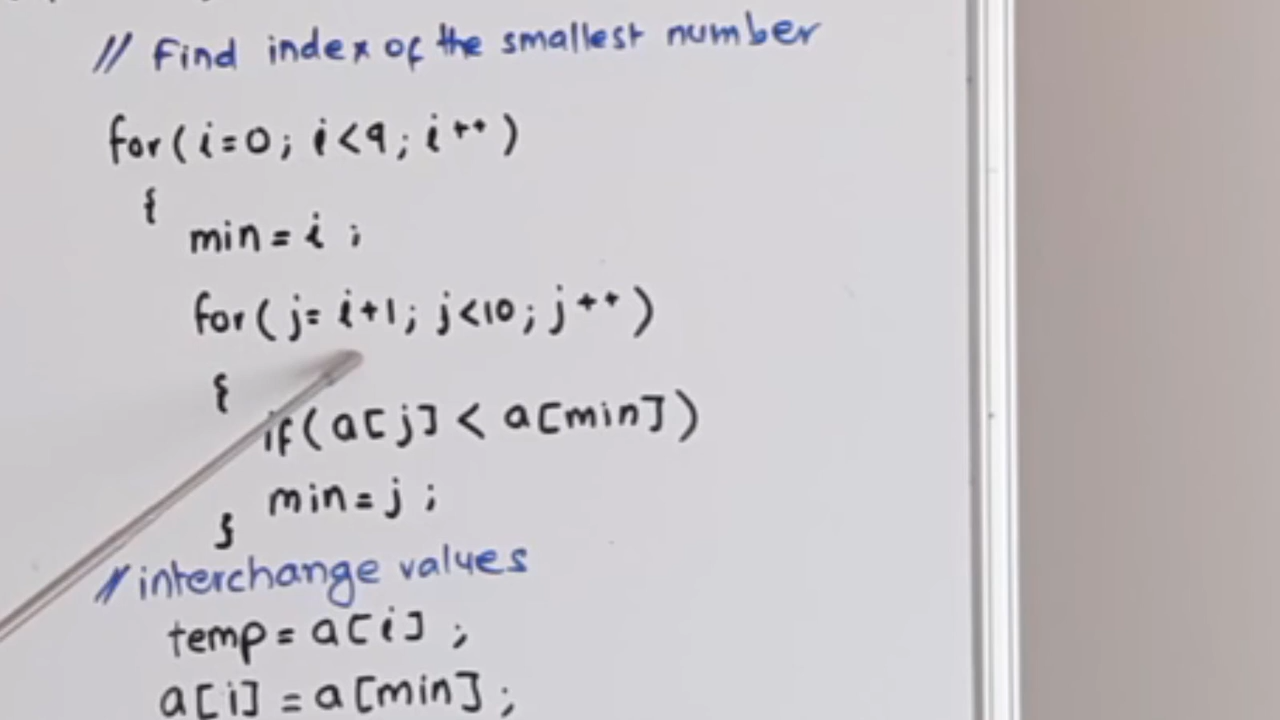 // Find index of the smallest number
for(i=0; i<9; i++)
{
min=i ;
for(j=i+1; j<10; j++)
{
if(a[j] < a[min])
min=j ;
}
// interchange values
temp=a[i] ;
a[i]=a[min] ;